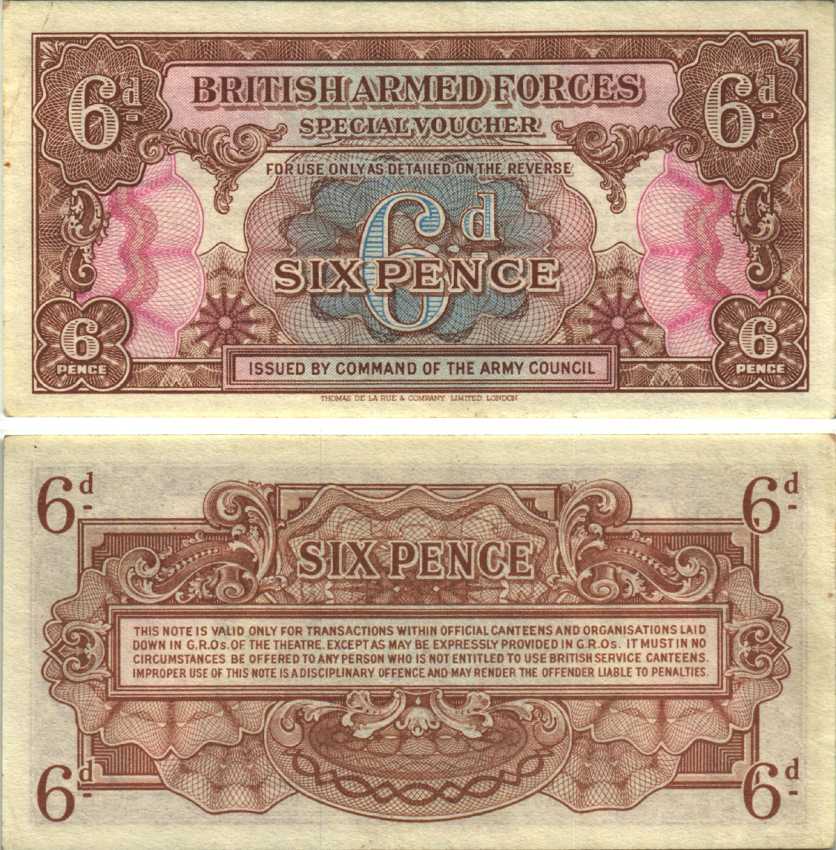 6d
BRITISH ARMED FORCES
6d
SPECIAL VOUCHER
FOR USE ONLY AS DETAILED ON THE REVERSE
6d
SIX PENCE
6
PENCE
6
PENCE
ISSUED BY COMMAND OF THE ARMY COUNCIL
THOMAS DE LA RUE & COMPANY, LIMITED, LONDON
6d
6d
SIX PENCE
THIS NOTE IS VALID ONLY FOR TRANSACTIONS WITHIN OFFICIAL CANTEENS AND ORGANISATIONS LAID
DOWN IN G.R.Os. OF THE THEATRE. EXCEPT AS MAY BE EXPRESSLY PROVIDED IN G.R.Os. IT MUST IN NO
CIRCUMSTANCES BE OFFERED TO ANY PERSON WHO IS NOT ENTITLED TO USE BRITISH SERVICE CANTEENS.
IMPROPER USE OF THIS NOTE IS A DISCIPLINARY OFFENCE AND MAY RENDER THE OFFENDER LIABLE TO PENALTIES.
6d
6d